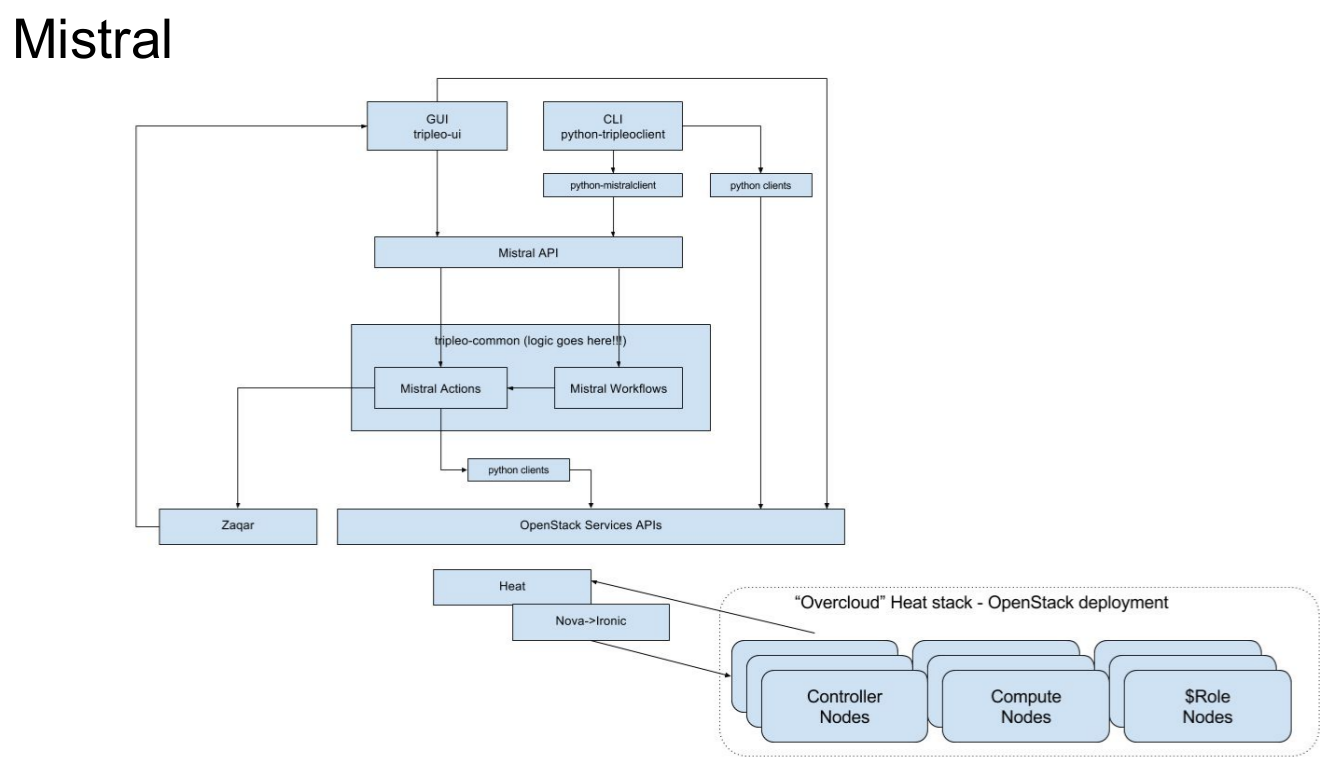 Mistral
GUI
tripleo-ui
CLI
python-tripleoclient
python-mistralclient
python clients
Mistral API
tripleo-common (logic goes here!!!)
Mistral Actions
Mistral Workflows
python clients
Zaqar
OpenStack Services APIs
Heat
Nova->Ironic
“Overcloud” Heat stack - OpenStack deployment
Controller
Nodes
Compute
Nodes
$Role
Nodes